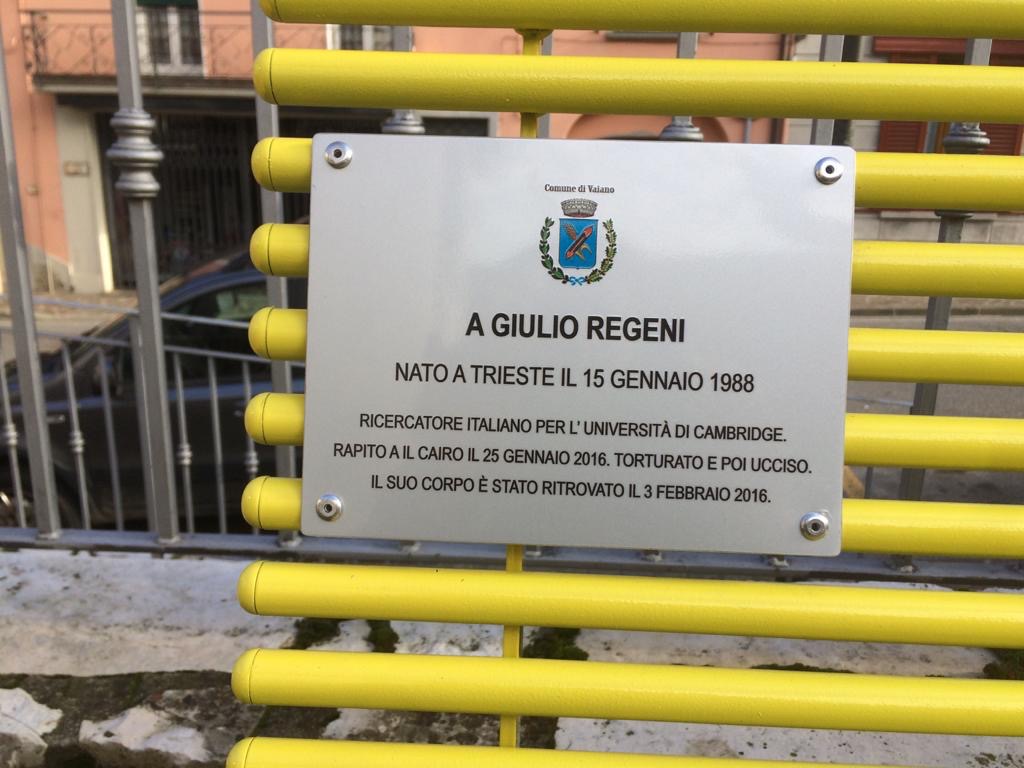 Comune di Vaiano
A GIULIO REGENI
NATO A TRIESTE IL 15 GENNAIO 1988
RICERCATORE ITALIANO PER L' UNIVERSITÀ DI CAMBRIDGE.
RAPITO A IL CAIRO IL 25 GENNAIO 2016. TORTURATO E POI UCCISO.
IL SUO CORPO È STATO RITROVATO IL 3 FEBBRAIO 2016.